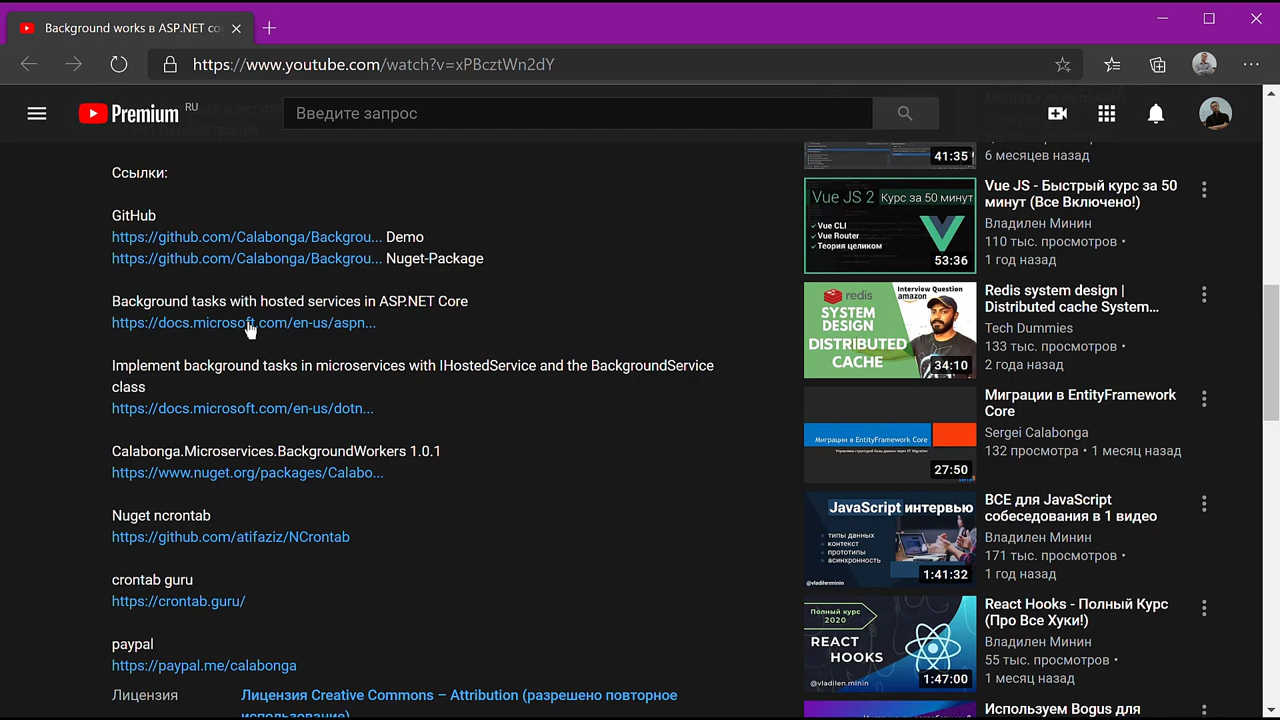 Background works в ASP.NET co
https://www.youtube.com/watch?v=xPBcztWn2dY
Premium RU
Введите запрос
Ссылки:
GitHub
https://github.com/Calabonga/Backgrou... Demo
https://github.com/Calabonga/Backgrou... Nuget-Package
Background tasks with hosted services in ASP.NET Core
https://docs.microsoft.com/en-us/aspn...
Implement background tasks in microservices with IHostedService and the BackgroundService
class
https://docs.microsoft.com/en-us/dotn...
Calabonga.Microservices.BackgroundWorkers 1.0.1
https://www.nuget.org/packages/Calabo...
Nuget ncrontab
https://github.com/atifaziz/NCrontab
crontab guru
https://crontab.guru/
paypal
https://paypal.me/calabonga
Лицензия
Лицензия Creative Commons – Attribution (разрешено повторное
использование)
41:35
6 месяцев назад
Vue JS 2 Курс за 50 минут
Vue CLI
Vue Router
Теория целиком
53:36
Vue JS - Быстрый курс за 50
минут (Все Включено!)
Владилен Минин
110 тыс. просмотров •
1 год назад
redis
Interview Question
amazon
SYSTEM
DESIGN
DISTRIBUTED
CACHE
34:10
Redis system design |
Distributed cache System...
Tech Dummies
133 тыс. просмотров •
2 года назад
Миграции в EntityFramework Core
27:50
Миграции в EntityFramework
Core
Sergei Calabonga
132 просмотра • 1 месяц назад
JavaScript интервью
типы данных
контекст
прототипы
асинхронность
@vladilenminin
1:41:32
ВСЕ для JavaScript
собеседования в 1 видео
Владилен Минин
171 тыс. просмотров •
1 год назад
Полный курс
2020
REACT
HOOKS
@vladilen.minin
1:47:00
React Hooks - Полный Курс
(Про Все Хуки!)
Владилен Минин
55 тыс. просмотров •
1 месяц назад
Используем Bogus для